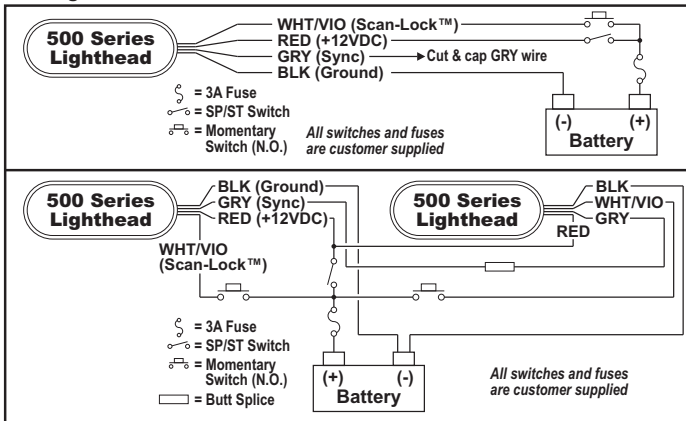 500 Series
Lighthead
WHT/VIO (Scan-Lock™)
RED (+12VDC)
GRY (Sync)
Cut & cap GRY wire
BLK (Ground)
= 3A Fuse
= SP/ST Switch
= Momentary
Switch (N.O.)
All switches and fuses
are customer supplied
(-)
(+)
Battery
500 Series
Lighthead
BLK (Ground)
GRY (Sync)
RED (+12VDC)
WHT/VIO
(Scan-Lock™)
500 Series
Lighthead
BLK
WHT/VIO
GRY
RED
= 3A Fuse
= SP/ST Switch
= Momentary
Switch (N.O.)
= Butt Splice
(+)
(-)
Battery
All switches and fuses
are customer supplied